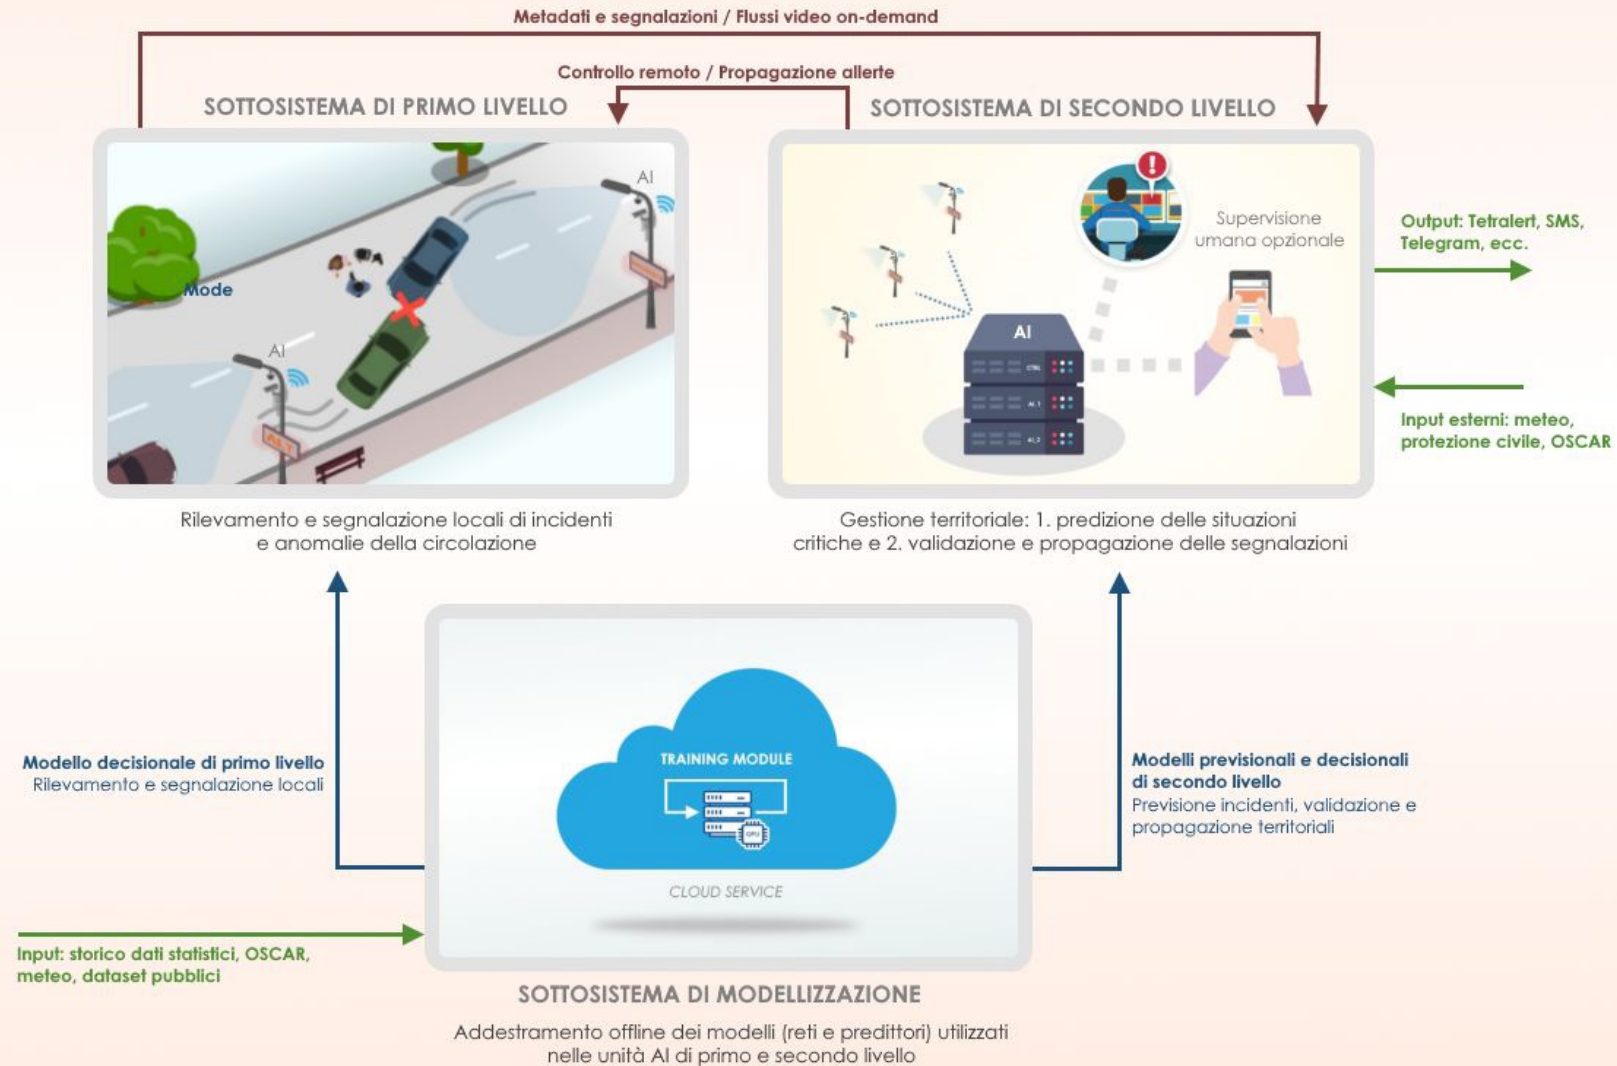 Metadati e segnalazioni / Flussi video on-demand
Controllo remoto / Propagazione allerte
SOTTOSISTEMA DI PRIMO LIVELLO
SOTTOSISTEMA DI SECONDO LIVELLO
AI
Mode
AI
ALT
Supervisione
umana opzionale
AI
CTRL
AI_1
AI_2
Output: Tetralert, SMS,
Telegram, ecc.
Input esterni: meteo,
protezione civile, OSCAR
Rilevamento e segnalazione locali di incidenti
e anomalie della circolazione
Gestione territoriale: 1. predizione delle situazioni
critiche e 2. validazione e propagazione delle segnalazioni
Modello decisionale di primo livello
Rilevamento e segnalazione locali
TRAINING MODULE
GPU
CLOUD SERVICE
Modelli previsionali e decisionali
di secondo livello
Previsione incidenti, validazione e
propagazione territoriali
Input: storico dati statistici, OSCAR,
meteo, dataset pubblici
SOTTOSISTEMA DI MODELLIZZAZIONE
Addestramento offline dei modelli (reti e predittori) utilizzati
nelle unità AI di primo e secondo livello